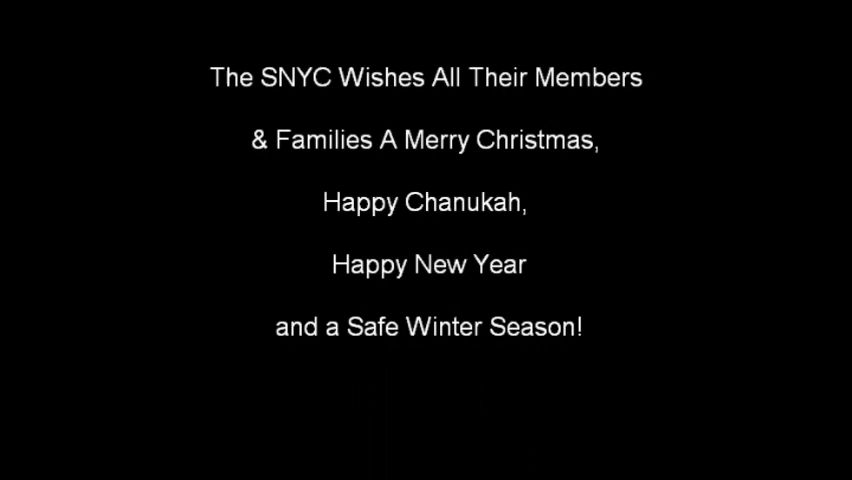 The SNYC Wishes All Their Members
& Families A Merry Christmas,
Happy Chanukah,
Happy New Year
and a Safe Winter Season!